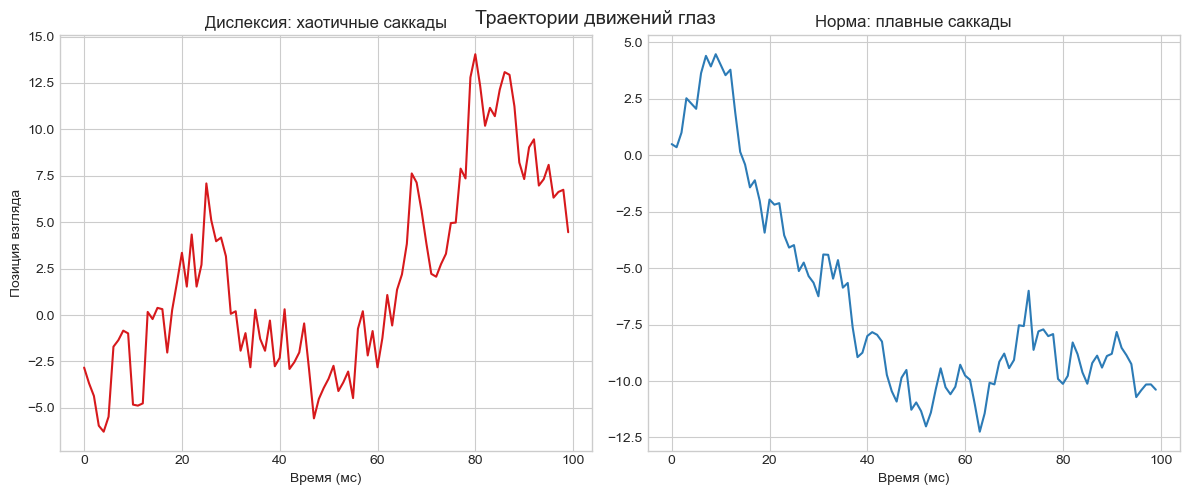 Траектории движений глаз
Дислексия: хаотичные саккады
15.0
12.5
10.0
7.5
5.0
2.5
0.0
−2.5
−5.0
Позиция взгляда
0 20 40 60 80 100
Время (мс)
Норма: плавные саккады
5.0
2.5
0.0
−2.5
−5.0
−7.5
−10.0
−12.5
0 20 40 60 80 100
Время (мс)